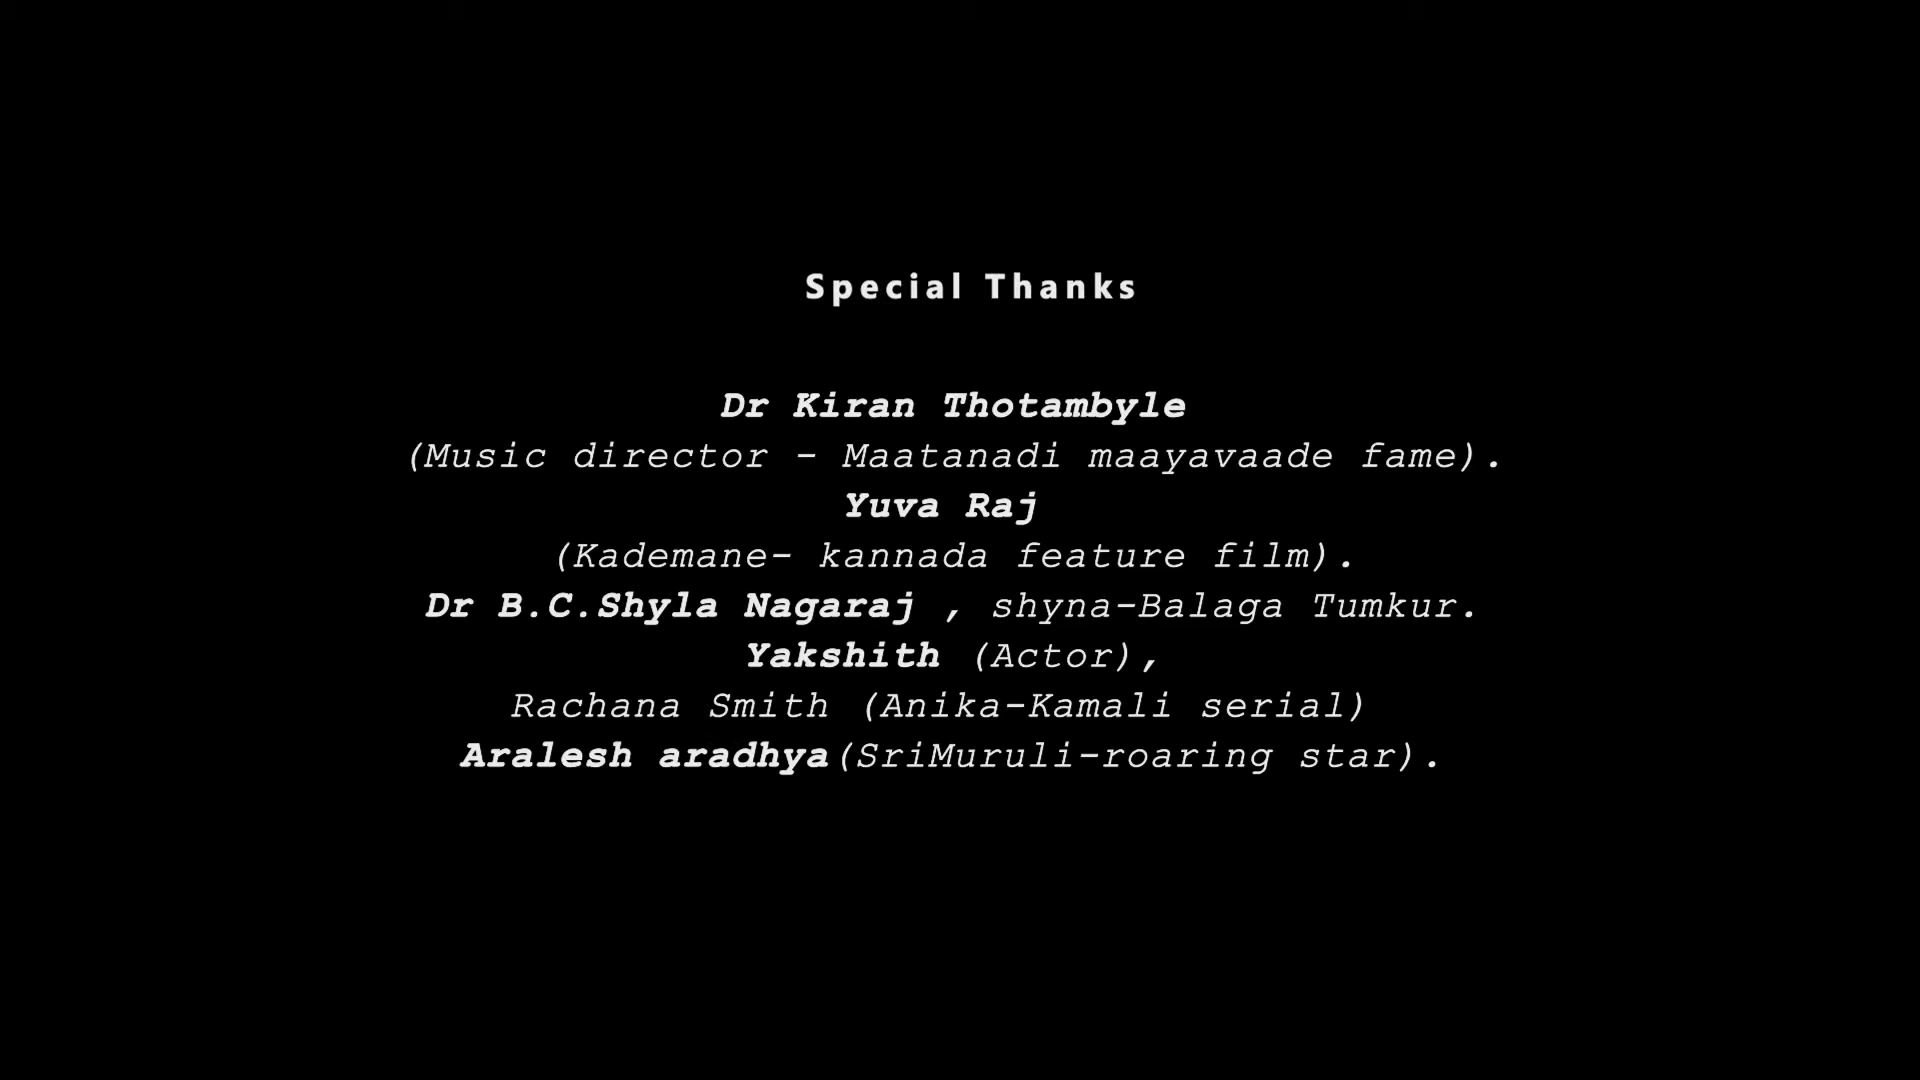 Special Thanks
Dr Kiran Thotambyle
(Music director - Maatanadi maayavaade fame).
Yuva Raj
(Kademane- kannada feature film).
Dr B.C.Shyla Nagaraj , shyna-Balaga Tumkur.
Yakshith (Actor),
Rachana Smith (Anika-Kamali serial)
Aralesh aradhya(SriMuruli-roaring star).